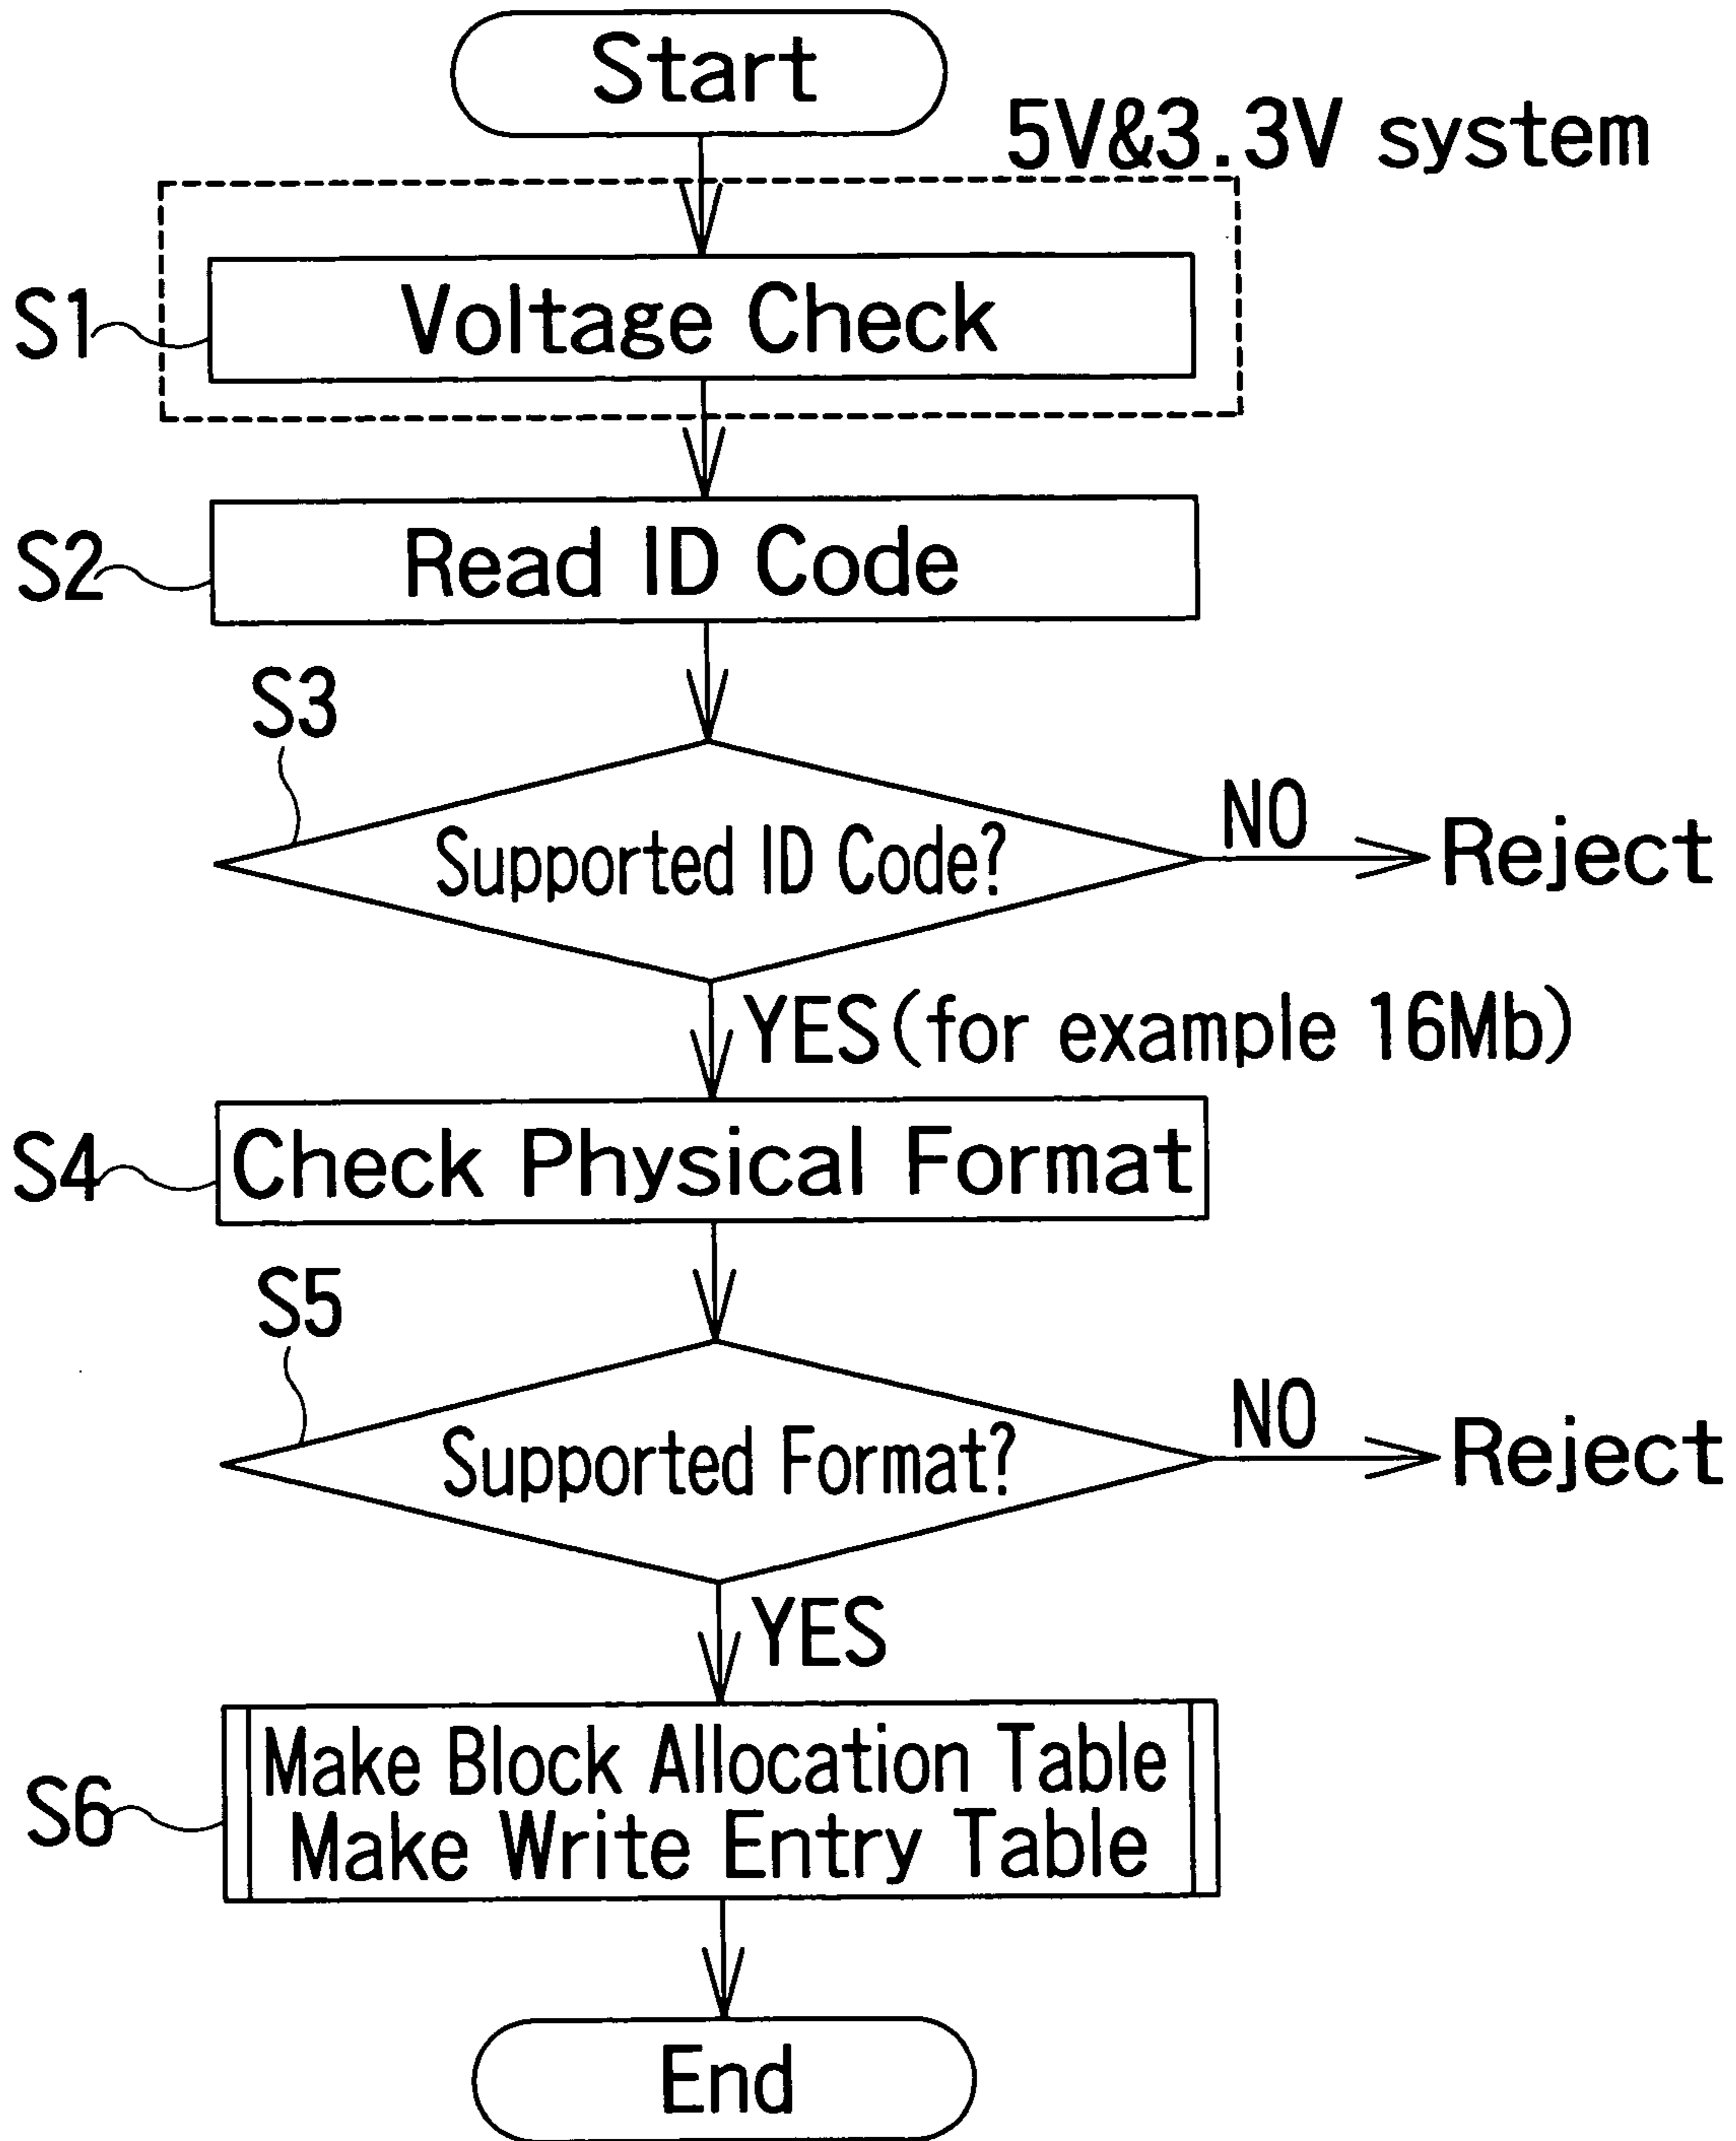 Start
5V&3.3V system
S1
Voltage Check
S2
Read ID Code
S3
Supported ID Code?
NO
Reject
YES(for example 16Mb)
S4
Check Physical Format
S5
Supported Format?
NO
Reject
YES
S6
Make Block Allocation Table
Make Write Entry Table
End